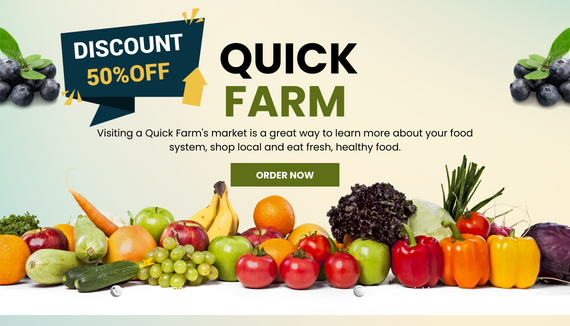 DISCOUNT
50%OFF
QUICK
FARM
Visiting a Quick Farm's market is a great way to learn more about your food
system, shop local and eat fresh, healthy food.
ORDER NOW